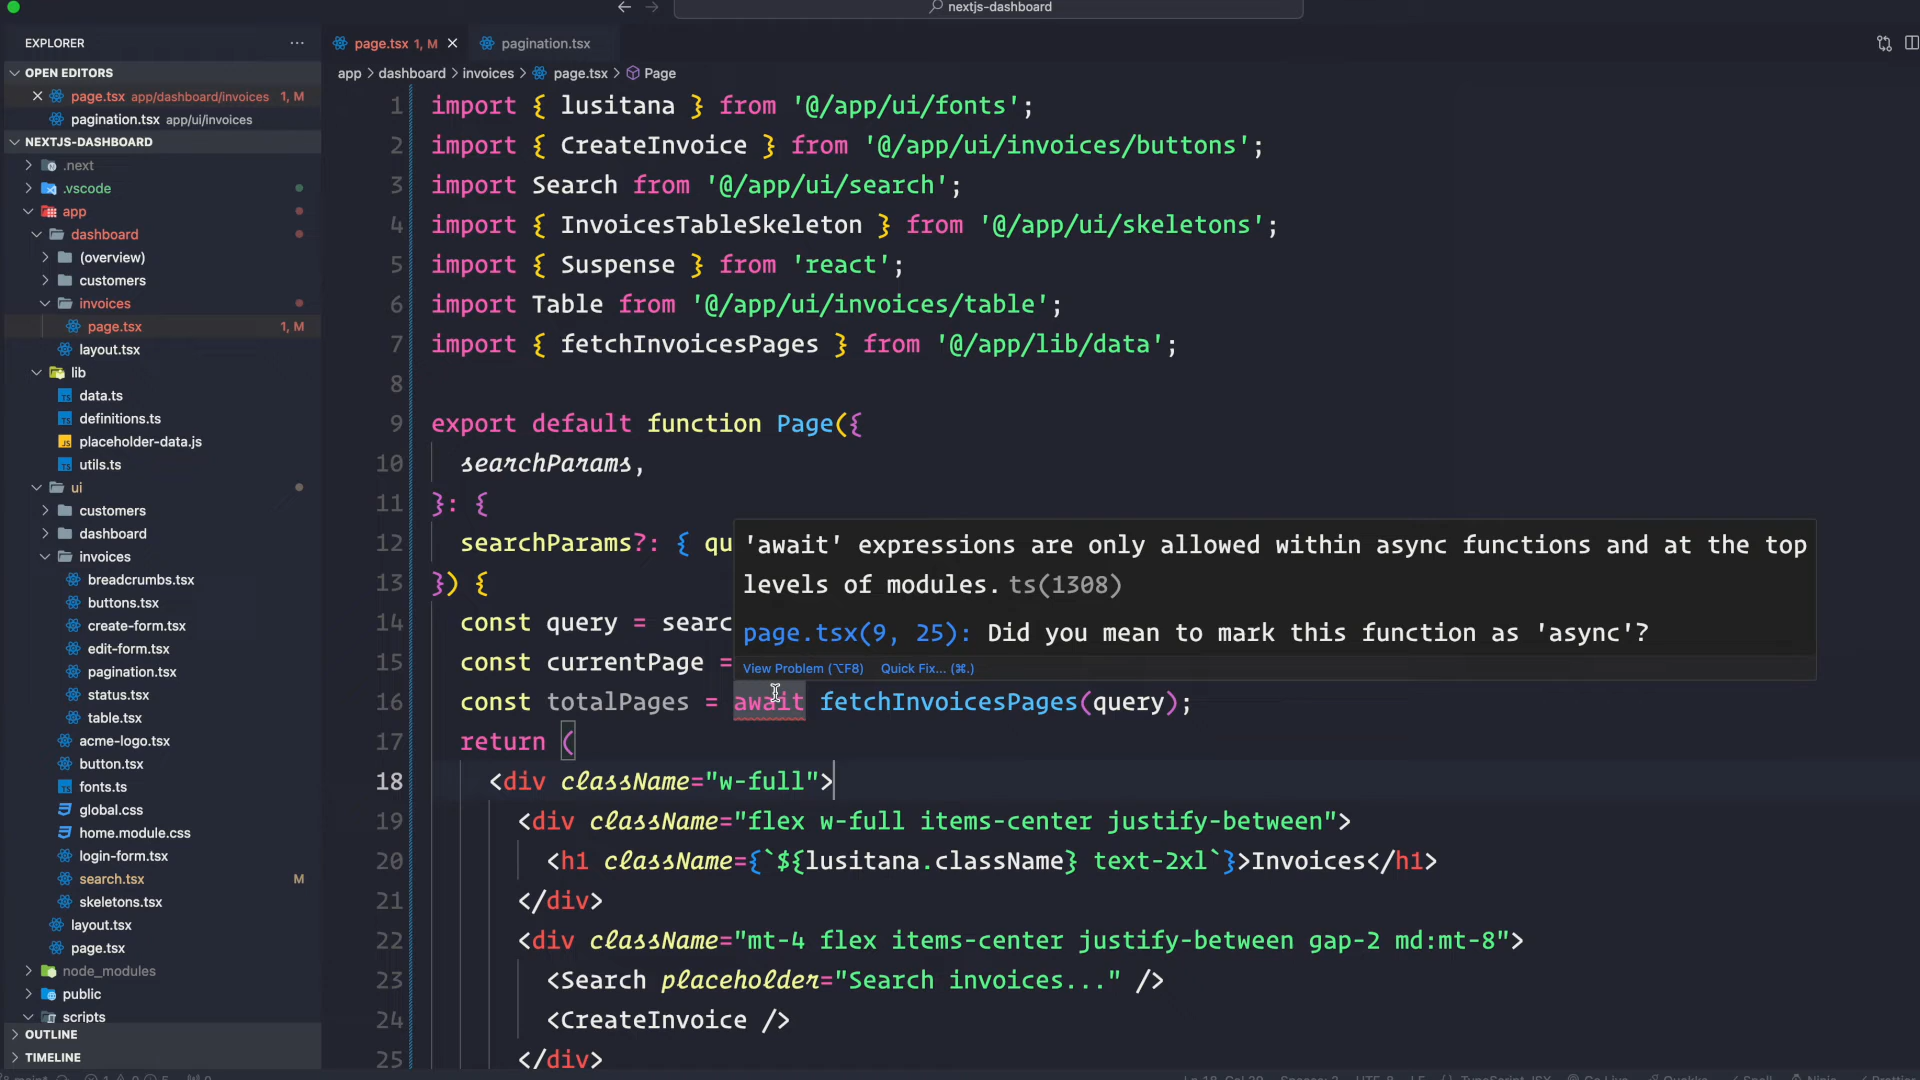 nextjs-dashboard
EXPLORER
OPEN EDITORS
page.tsx app/dashboard/invoices 1, M
pagination.tsx app/ui/invoices
NEXTJS-DASHBOARD
.next
.vscode
app
dashboard
(overview)
customers
invoices
page.tsx 1, M
layout.tsx
lib
data.ts
definitions.ts
placeholder-data.js
utils.ts
ui
customers
dashboard
invoices
breadcrumbs.tsx
buttons.tsx
create-form.tsx
edit-form.tsx
pagination.tsx
status.tsx
table.tsx
acme-logo.tsx
button.tsx
fonts.ts
global.css
home.module.css
login-form.tsx
search.tsx M
skeletons.tsx
layout.tsx
page.tsx
node_modules
public
scripts
OUTLINE
TIMELINE
page.tsx 1, M
pagination.tsx
app > dashboard > invoices > page.tsx > Page
1 import { lusitana } from '@/app/ui/fonts';
2 import { CreateInvoice } from '@/app/ui/invoices/buttons';
3 import Search from '@/app/ui/search';
4 import { InvoicesTableSkeleton } from '@/app/ui/skeletons';
5 import { Suspense } from 'react';
6 import Table from '@/app/ui/invoices/table';
7 import { fetchInvoicesPages } from '@/app/lib/data';
8
9 export default function Page({
10 searchParams,
11 }: {
12 searchParams?: { qu
13 }) {
14 const query = searc
15 const currentPage =
'await' expressions are only allowed within async functions and at the top
levels of modules. ts(1308)
page.tsx(9, 25): Did you mean to mark this function as 'async'?
View Problem (⌥F8) Quick Fix... (⌘.)
16 const totalPages = await fetchInvoicesPages(query);
17 return (
18 <div className="w-full">
19 <div className="flex w-full items-center justify-between">
20 <h1 className={`${lusitana.className} text-2xl`}>Invoices</h1>
21 </div>
22 <div className="mt-4 flex items-center justify-between gap-2 md:mt-8">
23 <Search placeholder="Search invoices..." />
24 <CreateInvoice />
25 </div>